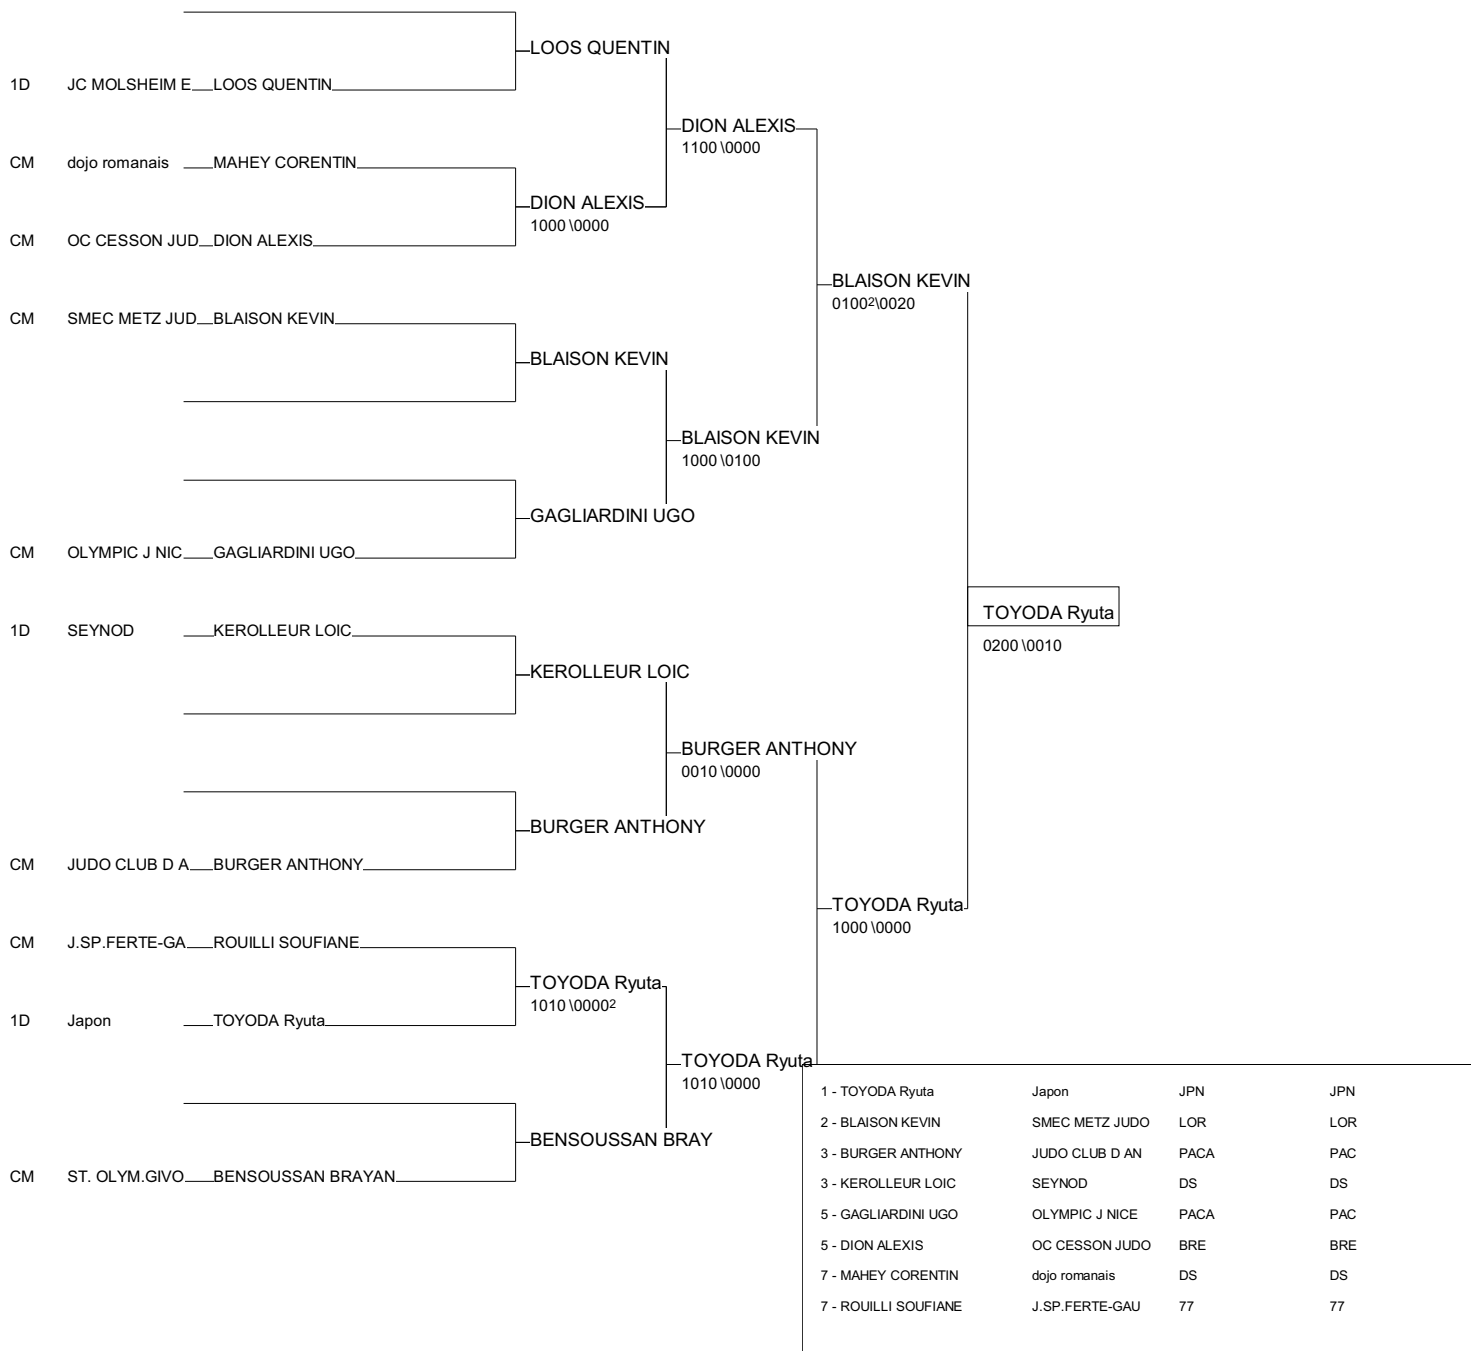 LOOS QUENTIN
1D JC MOLSHEIM E LOOS QUENTIN
DION ALEXIS
1100 \0000
CM dojo romanais MAHEY CORENTIN
DION ALEXIS
1000 \0000
CM OC CESSON JUD DION ALEXIS
BLAISON KEVIN
0100² \0020
CM SMEC METZ JUD BLAISON KEVIN
BLAISON KEVIN
BLAISON KEVIN
1000 \0100
GAGLIARDINI UGO
CM OLYMPIC J NIC GAGLIARDINI UGO
TOYODA Ryuta
0200 \0010
1D SEYNOD KEROLLEUR LOIC
KEROLLEUR LOIC
BURGER ANTHONY
0010 \0000
BURGER ANTHONY
CM JUDO CLUB D A BURGER ANTHONY
TOYODA Ryuta
1000 \0000
CM J.SP.FERTE-GA ROUILLI SOUFIANE
TOYODA Ryuta
1010 \0000²
1D Japon TOYODA Ryuta
TOYODA Ryuta
1010 \0000
BENSOUSSAN BRAY
CM ST. OLYM.GIVO BENSOUSSAN BRAYAN
1 - TOYODA Ryuta Japon JPN JPN
2 - BLAISON KEVIN SMEC METZ JUDO LOR LOR
3 - BURGER ANTHONY JUDO CLUB D AN PACA PAC
3 - KEROLLEUR LOIC SEYNOD DS DS
5 - GAGLIARDINI UGO OLYMPIC J NICE PACA PAC
5 - DION ALEXIS OC CESSON JUDO BRE BRE
7 - MAHEY CORENTIN dojo romanais DS DS
7 - ROUILLI SOUFIANE J.SP.FERTE-GAU 77 77